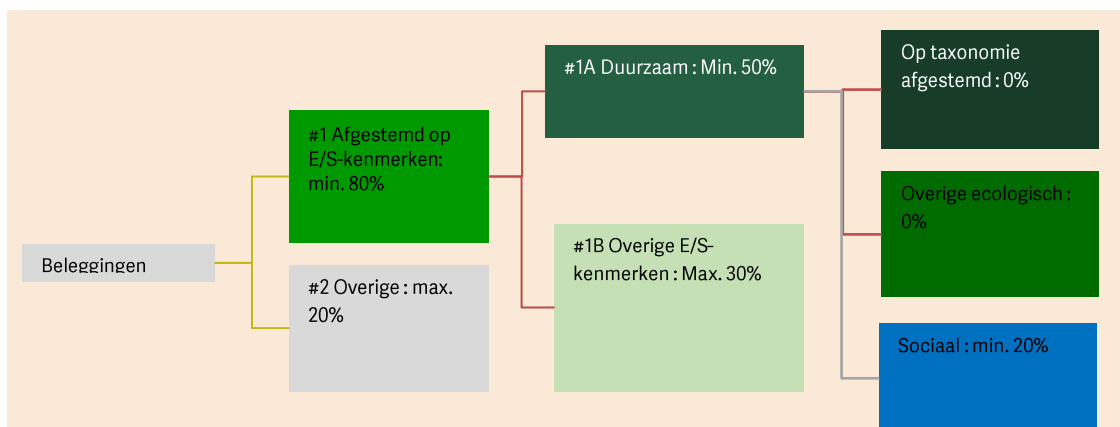 Beleggingen
#1 Afgestemd op
E/S-kenmerken:
min. 80%
#2 Overige : max.
20%
#1A Duurzaam : Min. 50%
#1B Overige E/S-
kenmerken : Max. 30%
Op taxonomie
afgestemd : 0%
Overige ecologisch :
0%
Sociaal : min. 20%